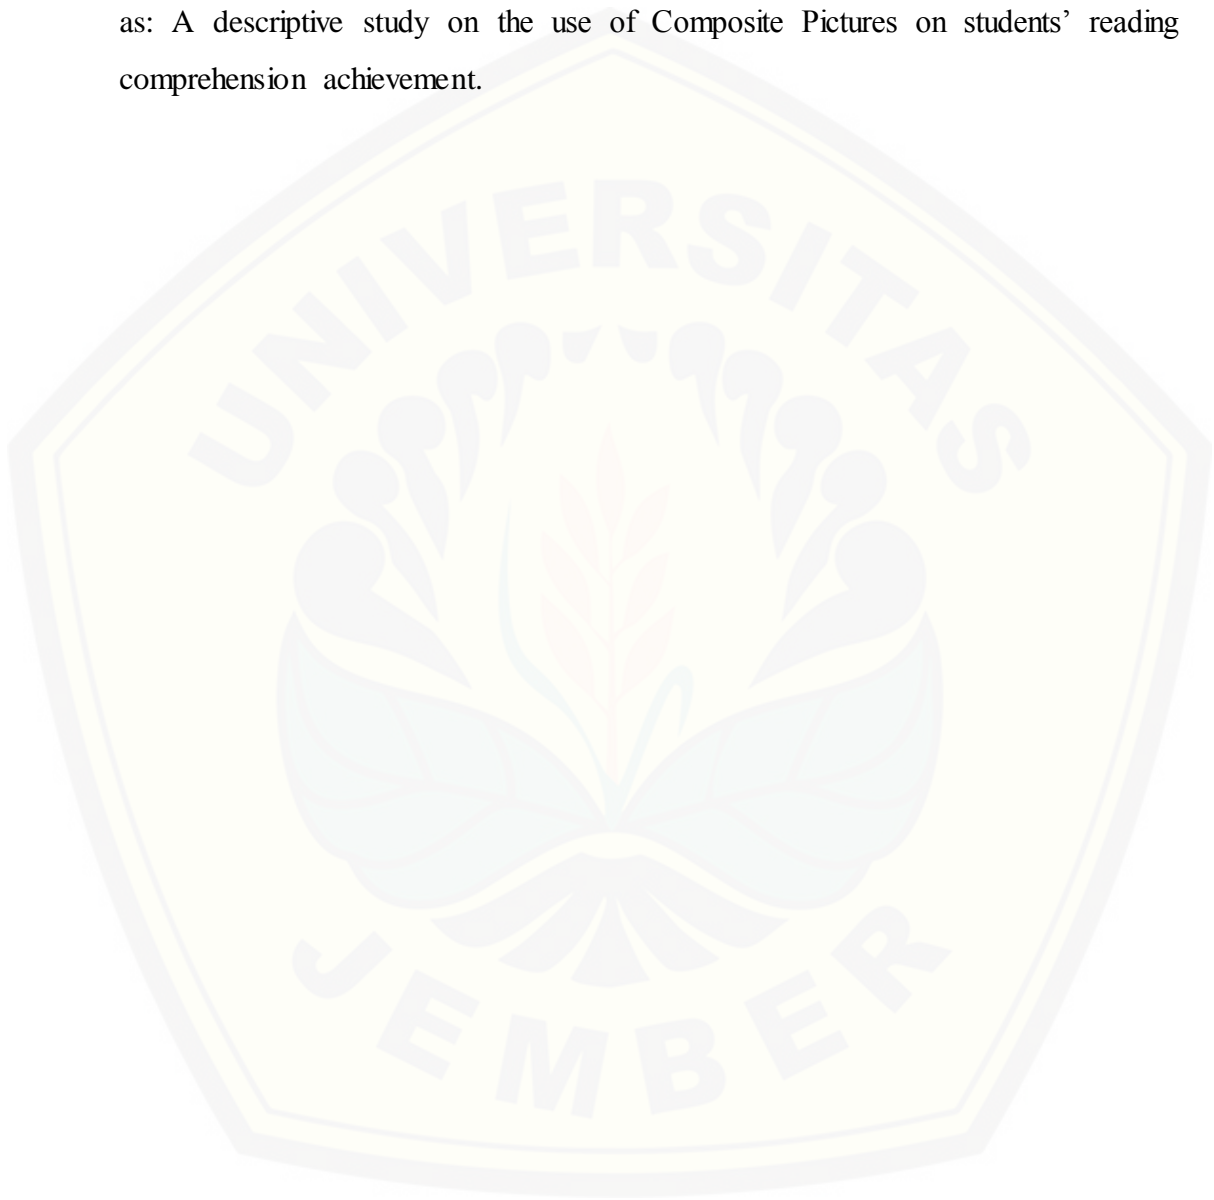 as: A descriptive study on the use of Composite Pictures on students’ reading
comprehension achievement.
UNIVERSITAS
JEMBER